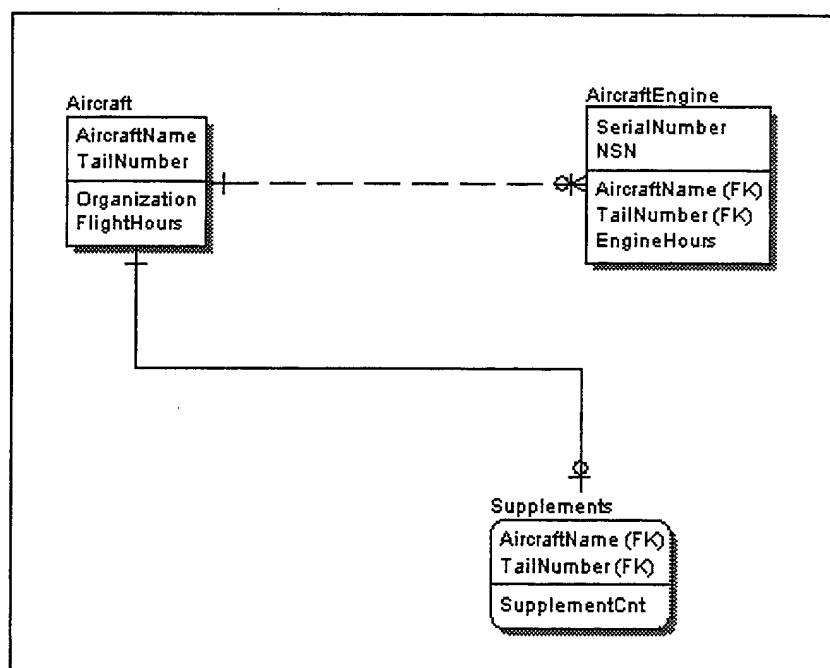 Aircraft
AircraftName
TailNumber
Organization
FlightHours
AircraftEngine
SerialNumber
NSN
AircraftName (FK)
TailNumber (FK)
EngineHours
Supplements
AircraftName (FK)
TailNumber (FK)
SupplementCnt